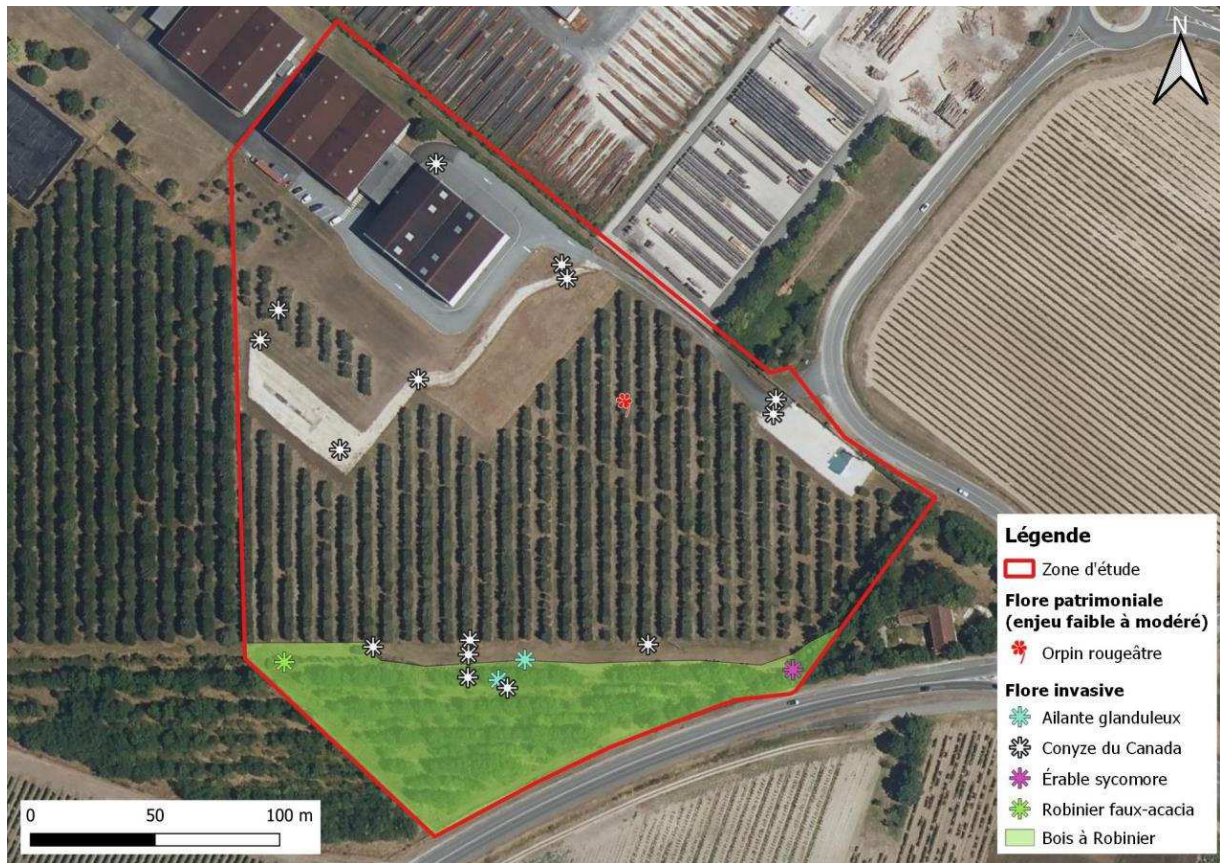 N
Légende
Zone d'étude
Flore patrimoniale
(enjeu faible à modéré)
Orpin rougeâtre
Flore invasive
Ailante glanduleux
Conyze du Canada
Érable sycomore
Robinier faux-acacia
Bois à Robinier
0 50 100 m